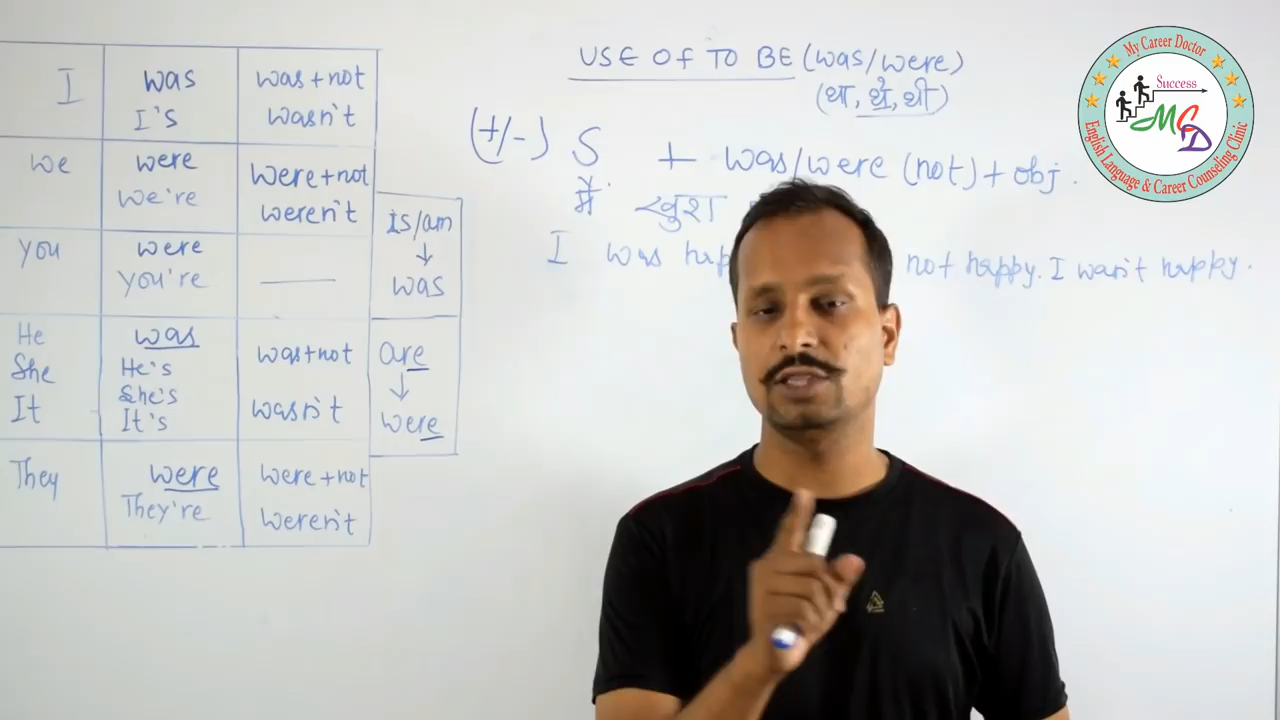 I
was
I's
was + not
wasn't
we
were
we're
were + not
weren't
you
were
you're
He
She
It
was
He's
She's
It's
was + not
wasn't
They
were
They're
were + not
weren't
is/am
↓
was
are
↓
were
USE OF TO BE (was/were)
(था, थे, थी)
(+/-) S + was/were (not) + obj.
मैं खुश
I was not happy. I wasn't happy.
My Career Doctor
Success
MCD
English Language & Career Counseling Clinic